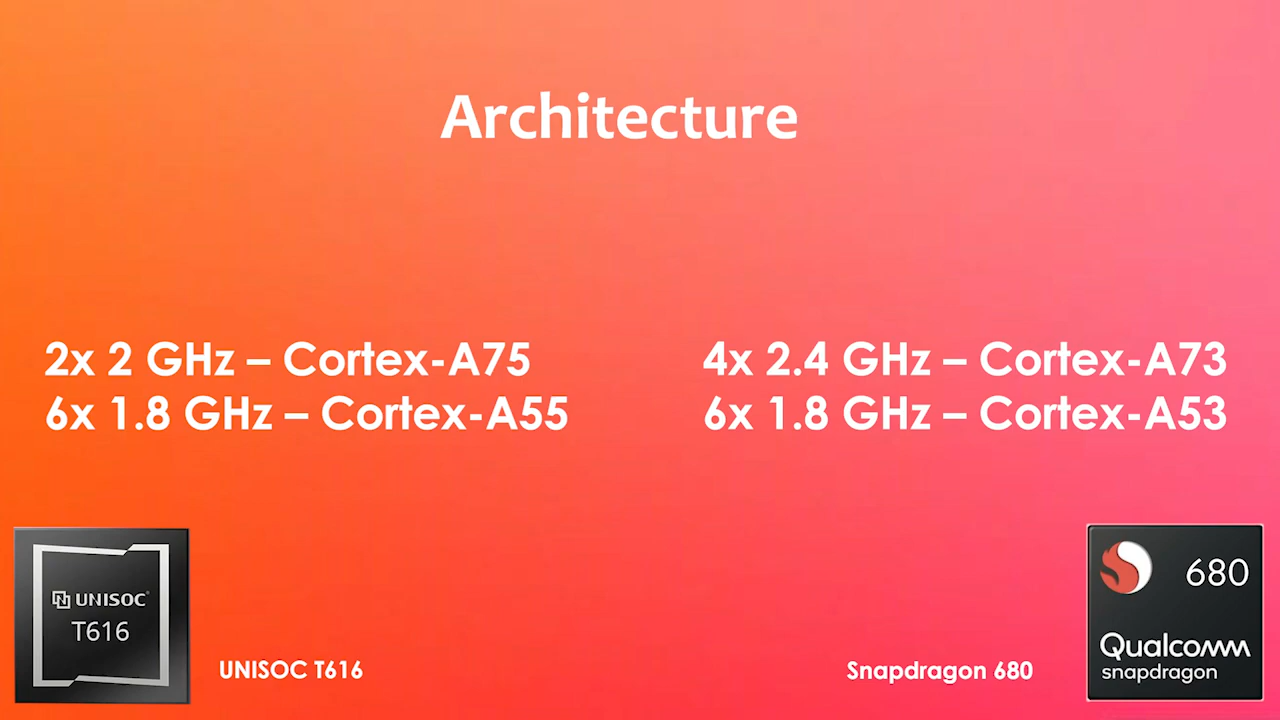 Architecture
2x 2 GHz – Cortex-A75
6x 1.8 GHz – Cortex-A55
4x 2.4 GHz – Cortex-A73
6x 1.8 GHz – Cortex-A53
UNISOC
T616
UNISOC T616
Snapdragon 680
680
Qualcomm
snapdragon